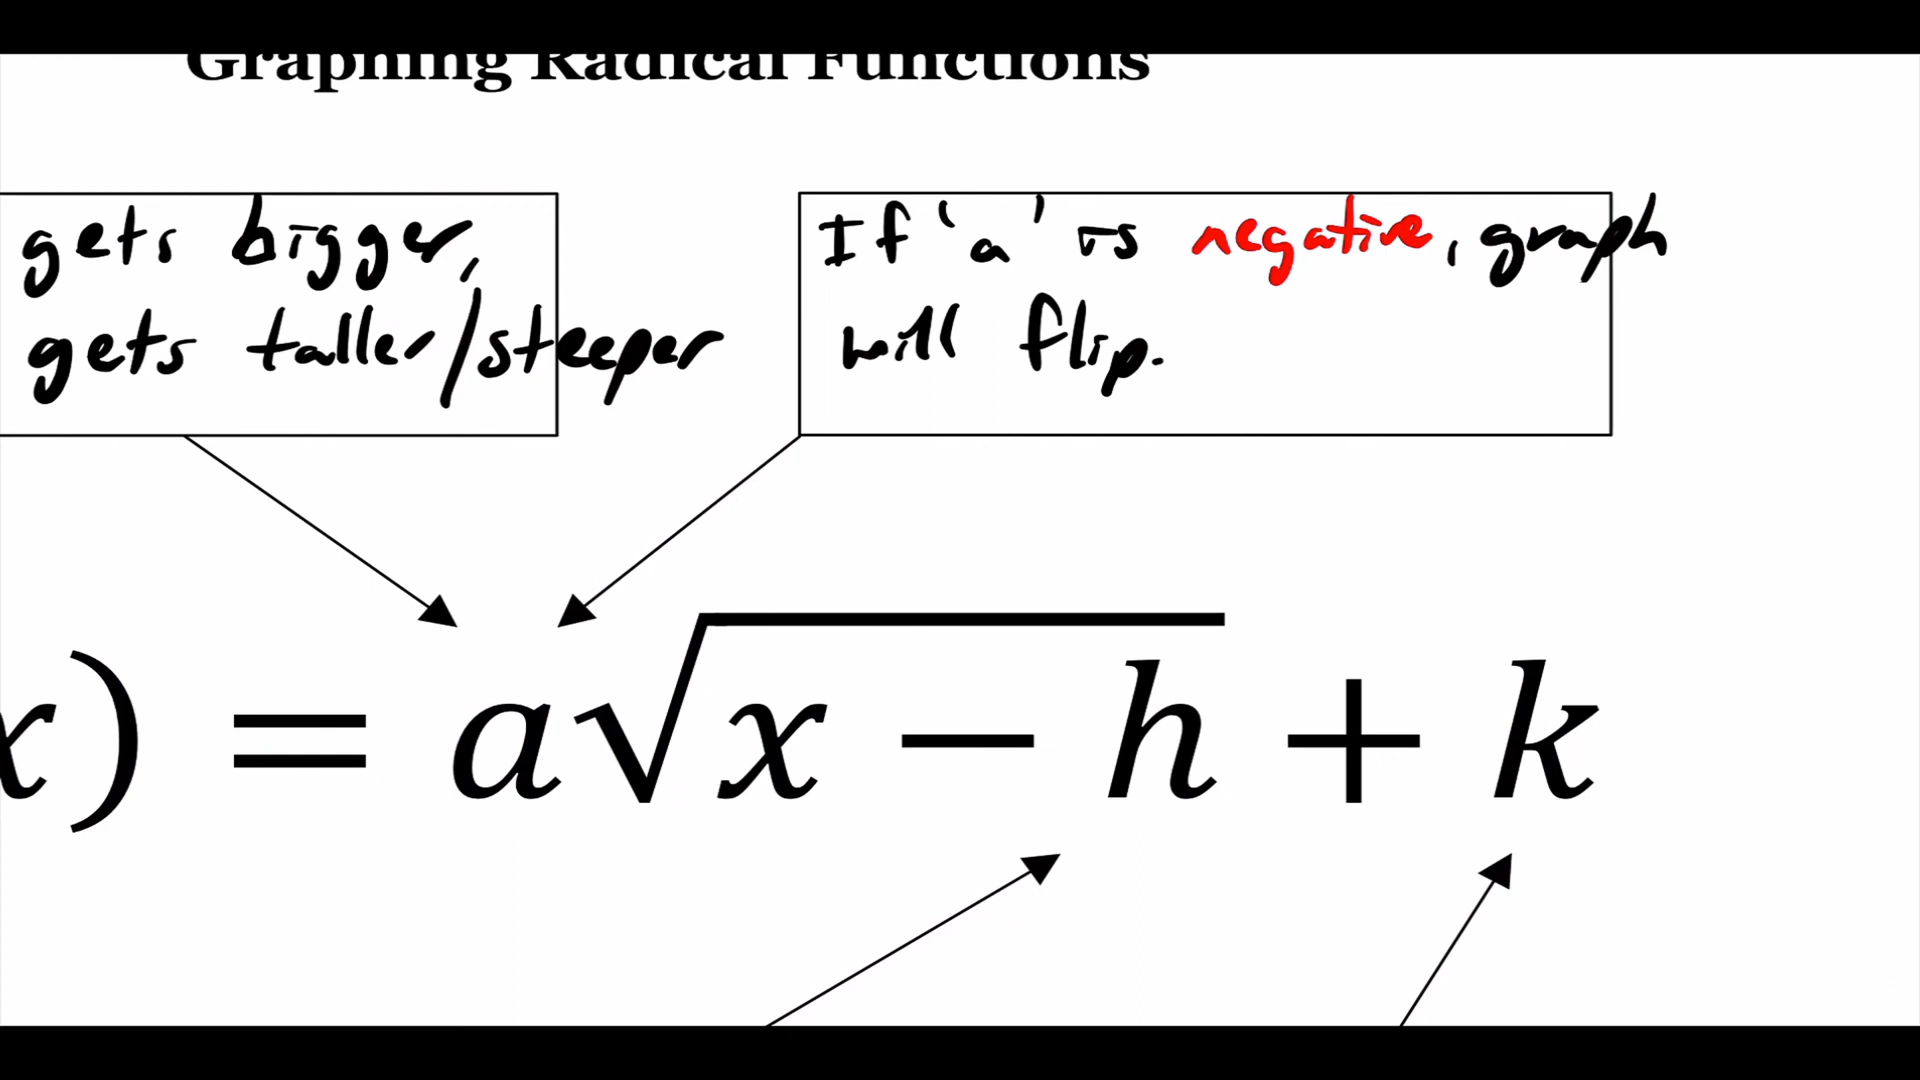 Graphing Radical Functions
gets bigger,
gets taller/steeper
If 'a' is negative, graph
will flip.
x) = a√x − h + k